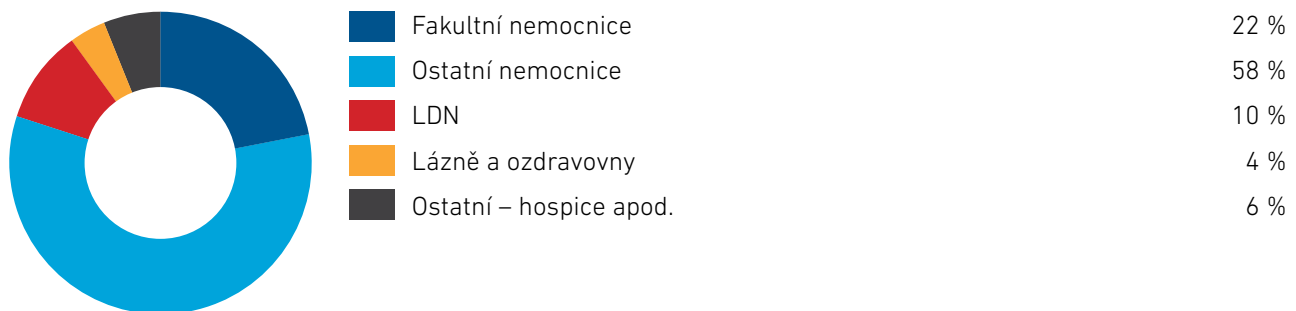 Fakultní nemocnice 22 %
Ostatní nemocnice 58 %
LDN 10 %
Lázně a ozdravovny 4 %
Ostatní – hospice apod. 6 %